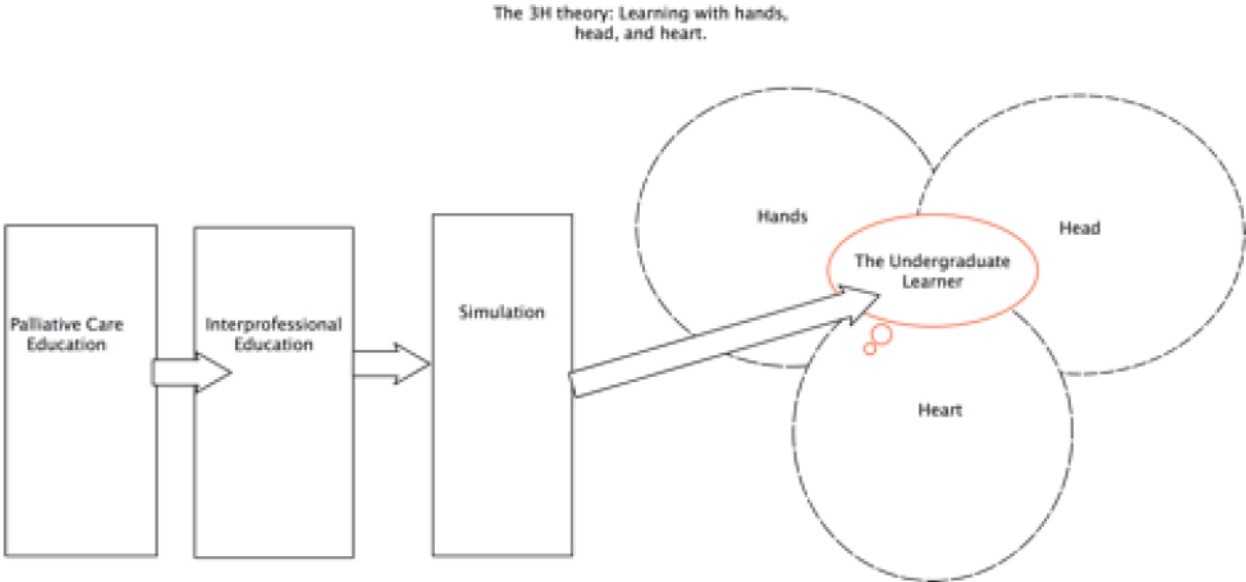 The 3H theory: Learning with hands,
head, and heart.
Palliative Care
Education
Interprofessional
Education
Simulation
Hands
Head
The Undergraduate
Learner
Heart